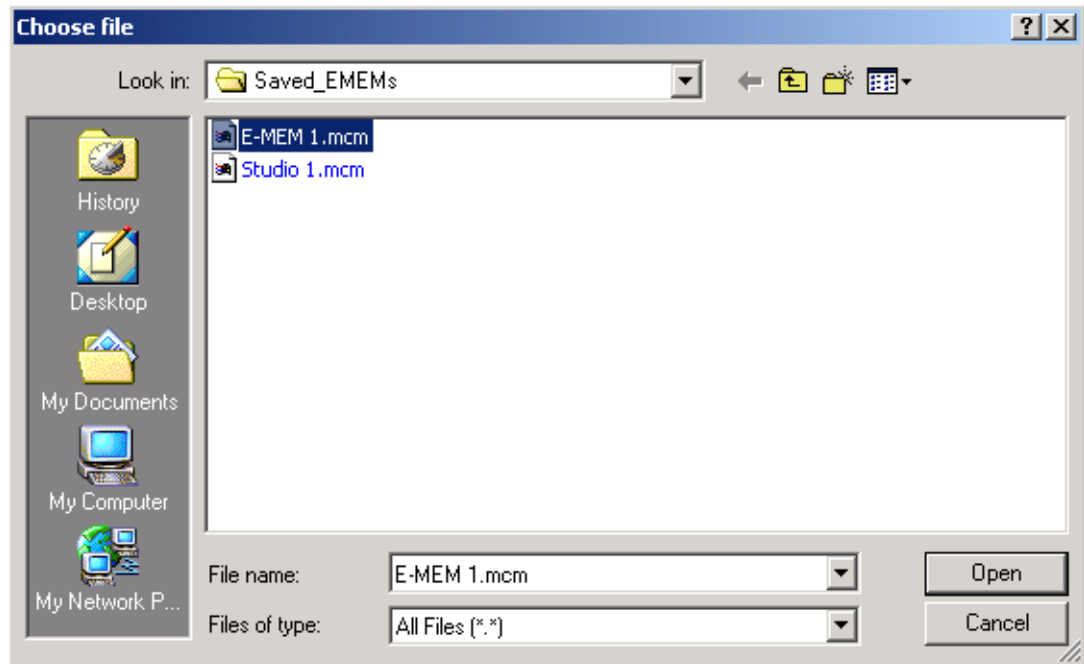 Choose file
Look in: Saved_EMEMs
E-MEM 1.mcm
Studio 1.mcm
History
Desktop
My Documents
My Computer
My Network P...
File name: E-MEM 1.mcm Open
Files of type: All Files (*.*) Cancel